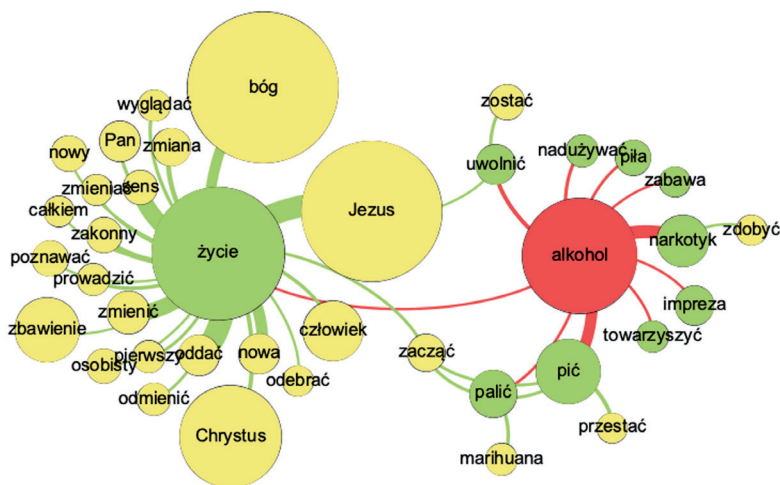 bóg
wyglądać
zostać
Pan
zmiana
nadużywać
piła
nowy
uwolnić
zabawa
zmieniać
sens
całkiem
Jezus
zakonny
narkotyk
zdobyć
poznawać
życie
alkohol
prowadzić
impreza
zmienić
zbawienie
człowiek
towarzyszyć
pierwszy
oddać
nowa
zacząć
osobisty
pić
odebrać
palić
odmienić
przestać
Chrystus
marihuana